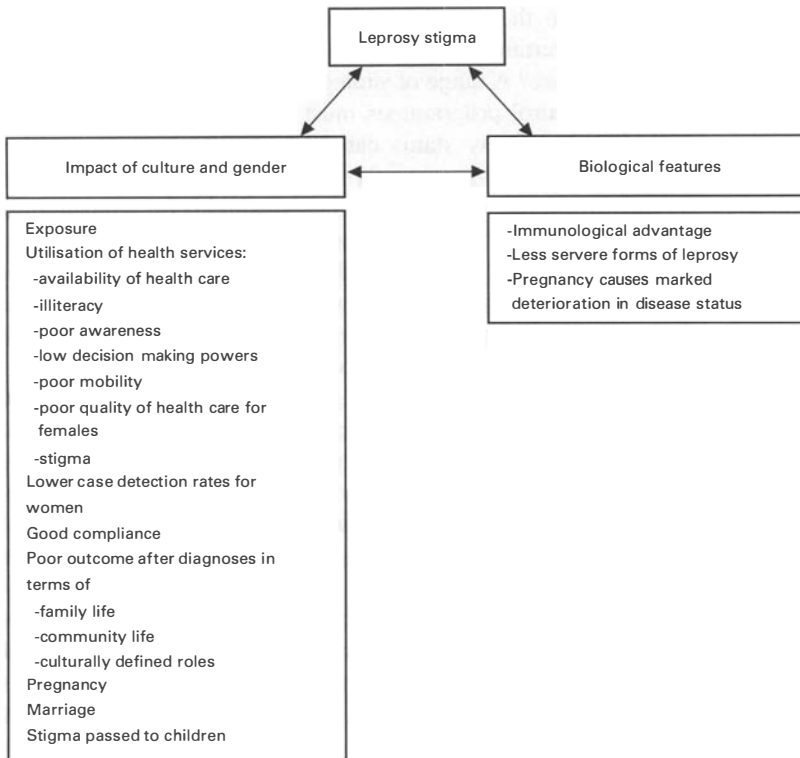 Leprosy stigma
Impact of culture and gender
Biological features
Exposure
Utilisation of health services:
-availability of health care
-illiteracy
-poor awareness
-low decision making powers
-poor mobility
-poor quality of health care for
females
-stigma
Lower case detection rates for
women
Good compliance
Poor outcome after diagnoses in
terms of
-family life
-community life
-culturally defined roles
Pregnancy
Marriage
Stigma passed to children
-Immunological advantage
-Less servere forms of leprosy
-Pregnancy causes marked
deterioration in disease status